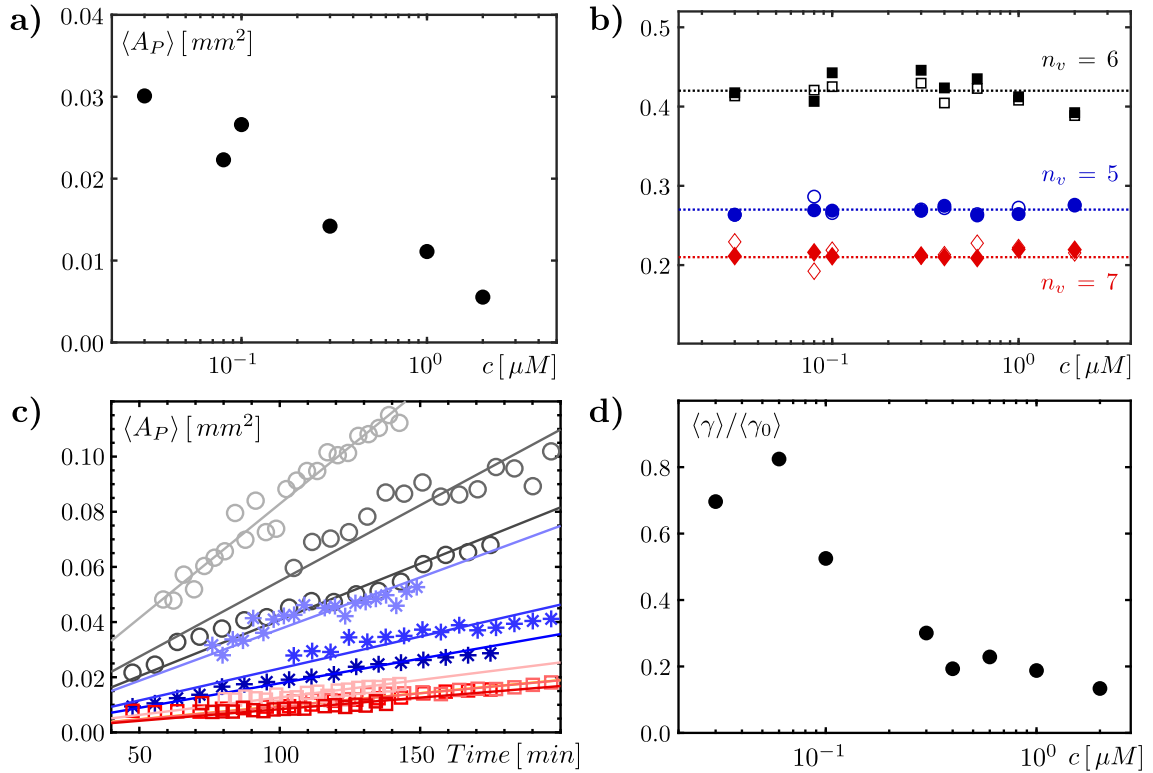 a)
⟨A_P⟩ [mm²]
0.04
0.03
0.02
0.01
0.00
10⁻¹
10⁰
c [μM]
b)
0.5
0.4
0.3
0.2
n_v = 6
n_v = 5
n_v = 7
10⁻¹
10⁰
c [μM]
c)
⟨A_P⟩ [mm²]
0.10
0.08
0.06
0.04
0.02
0.00
50
100
150
Time [min]
d)
⟨γ⟩/⟨γ₀⟩
0.8
0.6
0.4
0.2
0.0
10⁻¹
10⁰
c [μM]